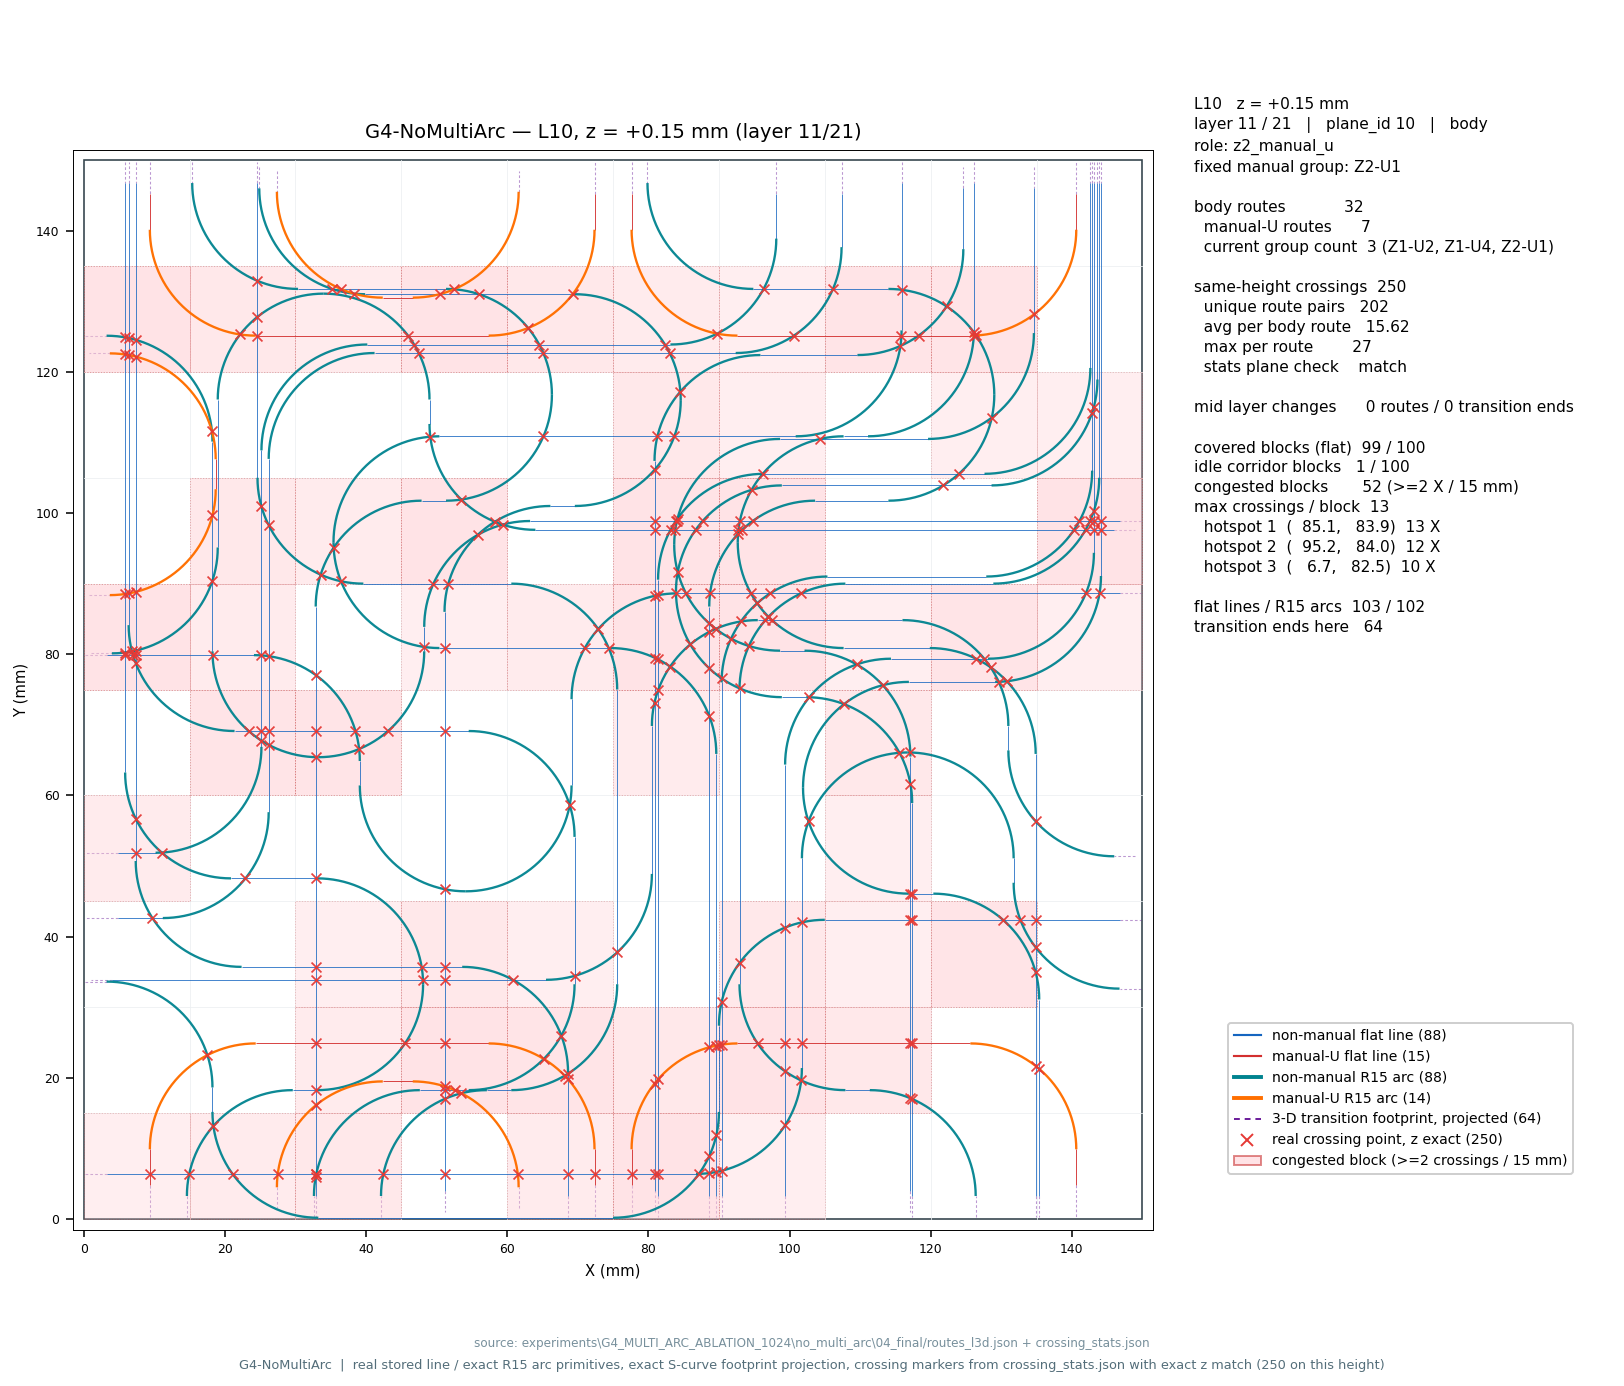 G4-NoMultiArc — L10, z = +0.15 mm (layer 11/21)
L10   z = +0.15 mm
layer 11 / 21   |   plane_id 10   |   body
role: z2_manual_u
fixed manual group: Z2-U1
body routes   32
manual-U routes   7
current group count  3 (Z1-U2, Z1-U4, Z2-U1)
same-height crossings  250
unique route pairs   202
avg per body route   15.62
max per route   27
stats plane check   match
mid layer changes   0 routes / 0 transition ends
covered blocks (flat)  99 / 100
idle corridor blocks   1 / 100
congested blocks   52 (>=2 X / 15 mm)
max crossings / block  13
hotspot 1  (  85.1,   83.9)  13 X
hotspot 2  (  95.2,   84.0)  12 X
hotspot 3  (   6.7,   82.5)  10 X
flat lines / R15 arcs  103 / 102
transition ends here   64
140
120
100
80
60
40
20
0
Y (mm)
0 20 40 60 80 100 120 140
X (mm)
non-manual flat line (88)
manual-U flat line (15)
non-manual R15 arc (88)
manual-U R15 arc (14)
3-D transition footprint, projected (64)
real crossing point, z exact (250)
congested block (>=2 crossings / 15 mm)
source: experiments\G4_MULTI_ARC_ABLATION_1024\no_multi_arc\04_final/routes_l3d.json + crossing_stats.json
G4-NoMultiArc  |  real stored line / exact R15 arc primitives, exact S-curve footprint projection, crossing markers from crossing_stats.json with exact z match (250 on this height)